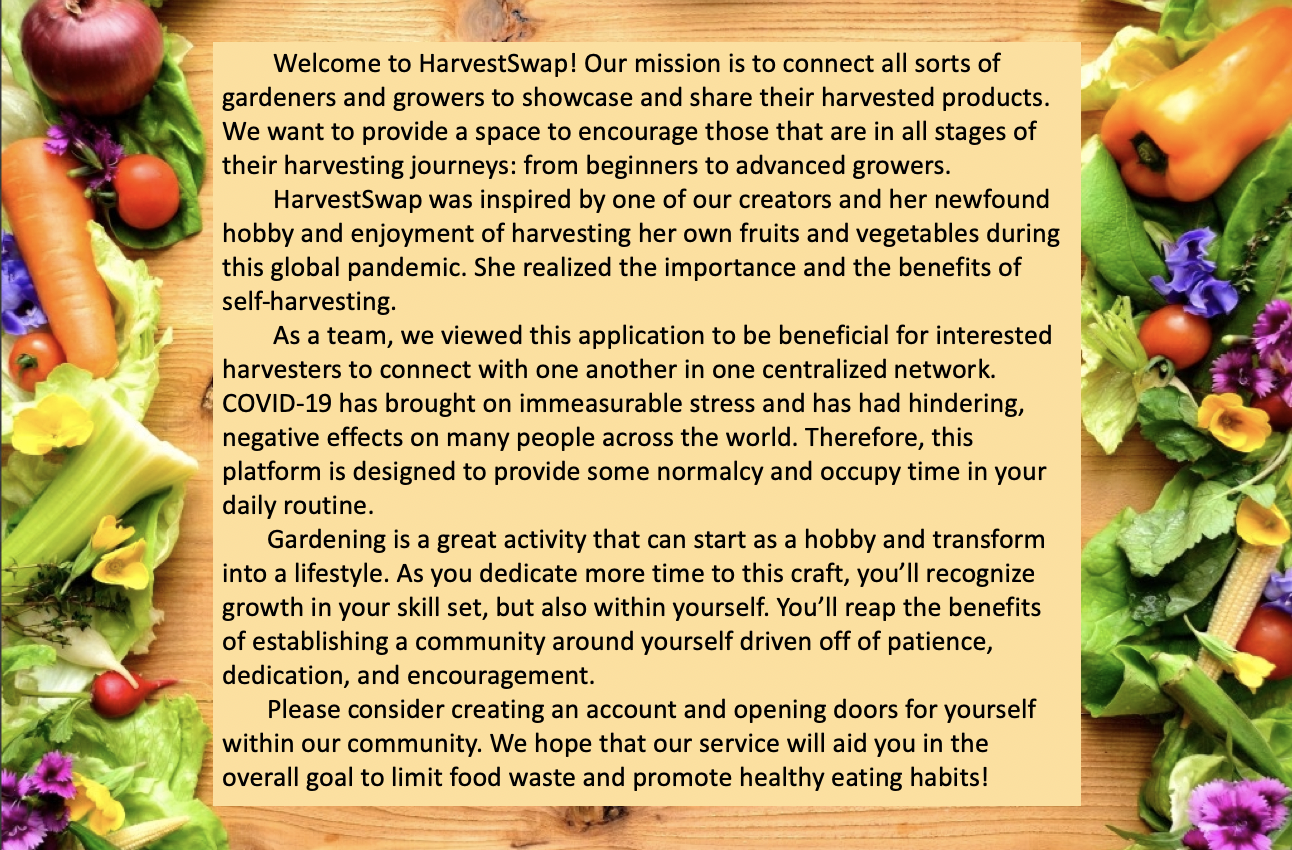 Welcome to HarvestSwap! Our mission is to connect all sorts of
gardeners and growers to showcase and share their harvested products.
We want to provide a space to encourage those that are in all stages of
their harvesting journeys: from beginners to advanced growers.
HarvestSwap was inspired by one of our creators and her newfound
hobby and enjoyment of harvesting her own fruits and vegetables during
this global pandemic. She realized the importance and the benefits of
self-harvesting.
As a team, we viewed this application to be beneficial for interested
harvesters to connect with one another in one centralized network.
COVID-19 has brought on immeasurable stress and has had hindering,
negative effects on many people across the world. Therefore, this
platform is designed to provide some normalcy and occupy time in your
daily routine.
Gardening is a great activity that can start as a hobby and transform
into a lifestyle. As you dedicate more time to this craft, you’ll recognize
growth in your skill set, but also within yourself. You’ll reap the benefits
of establishing a community around yourself driven off of patience,
dedication, and encouragement.
Please consider creating an account and opening doors for yourself
within our community. We hope that our service will aid you in the
overall goal to limit food waste and promote healthy eating habits!